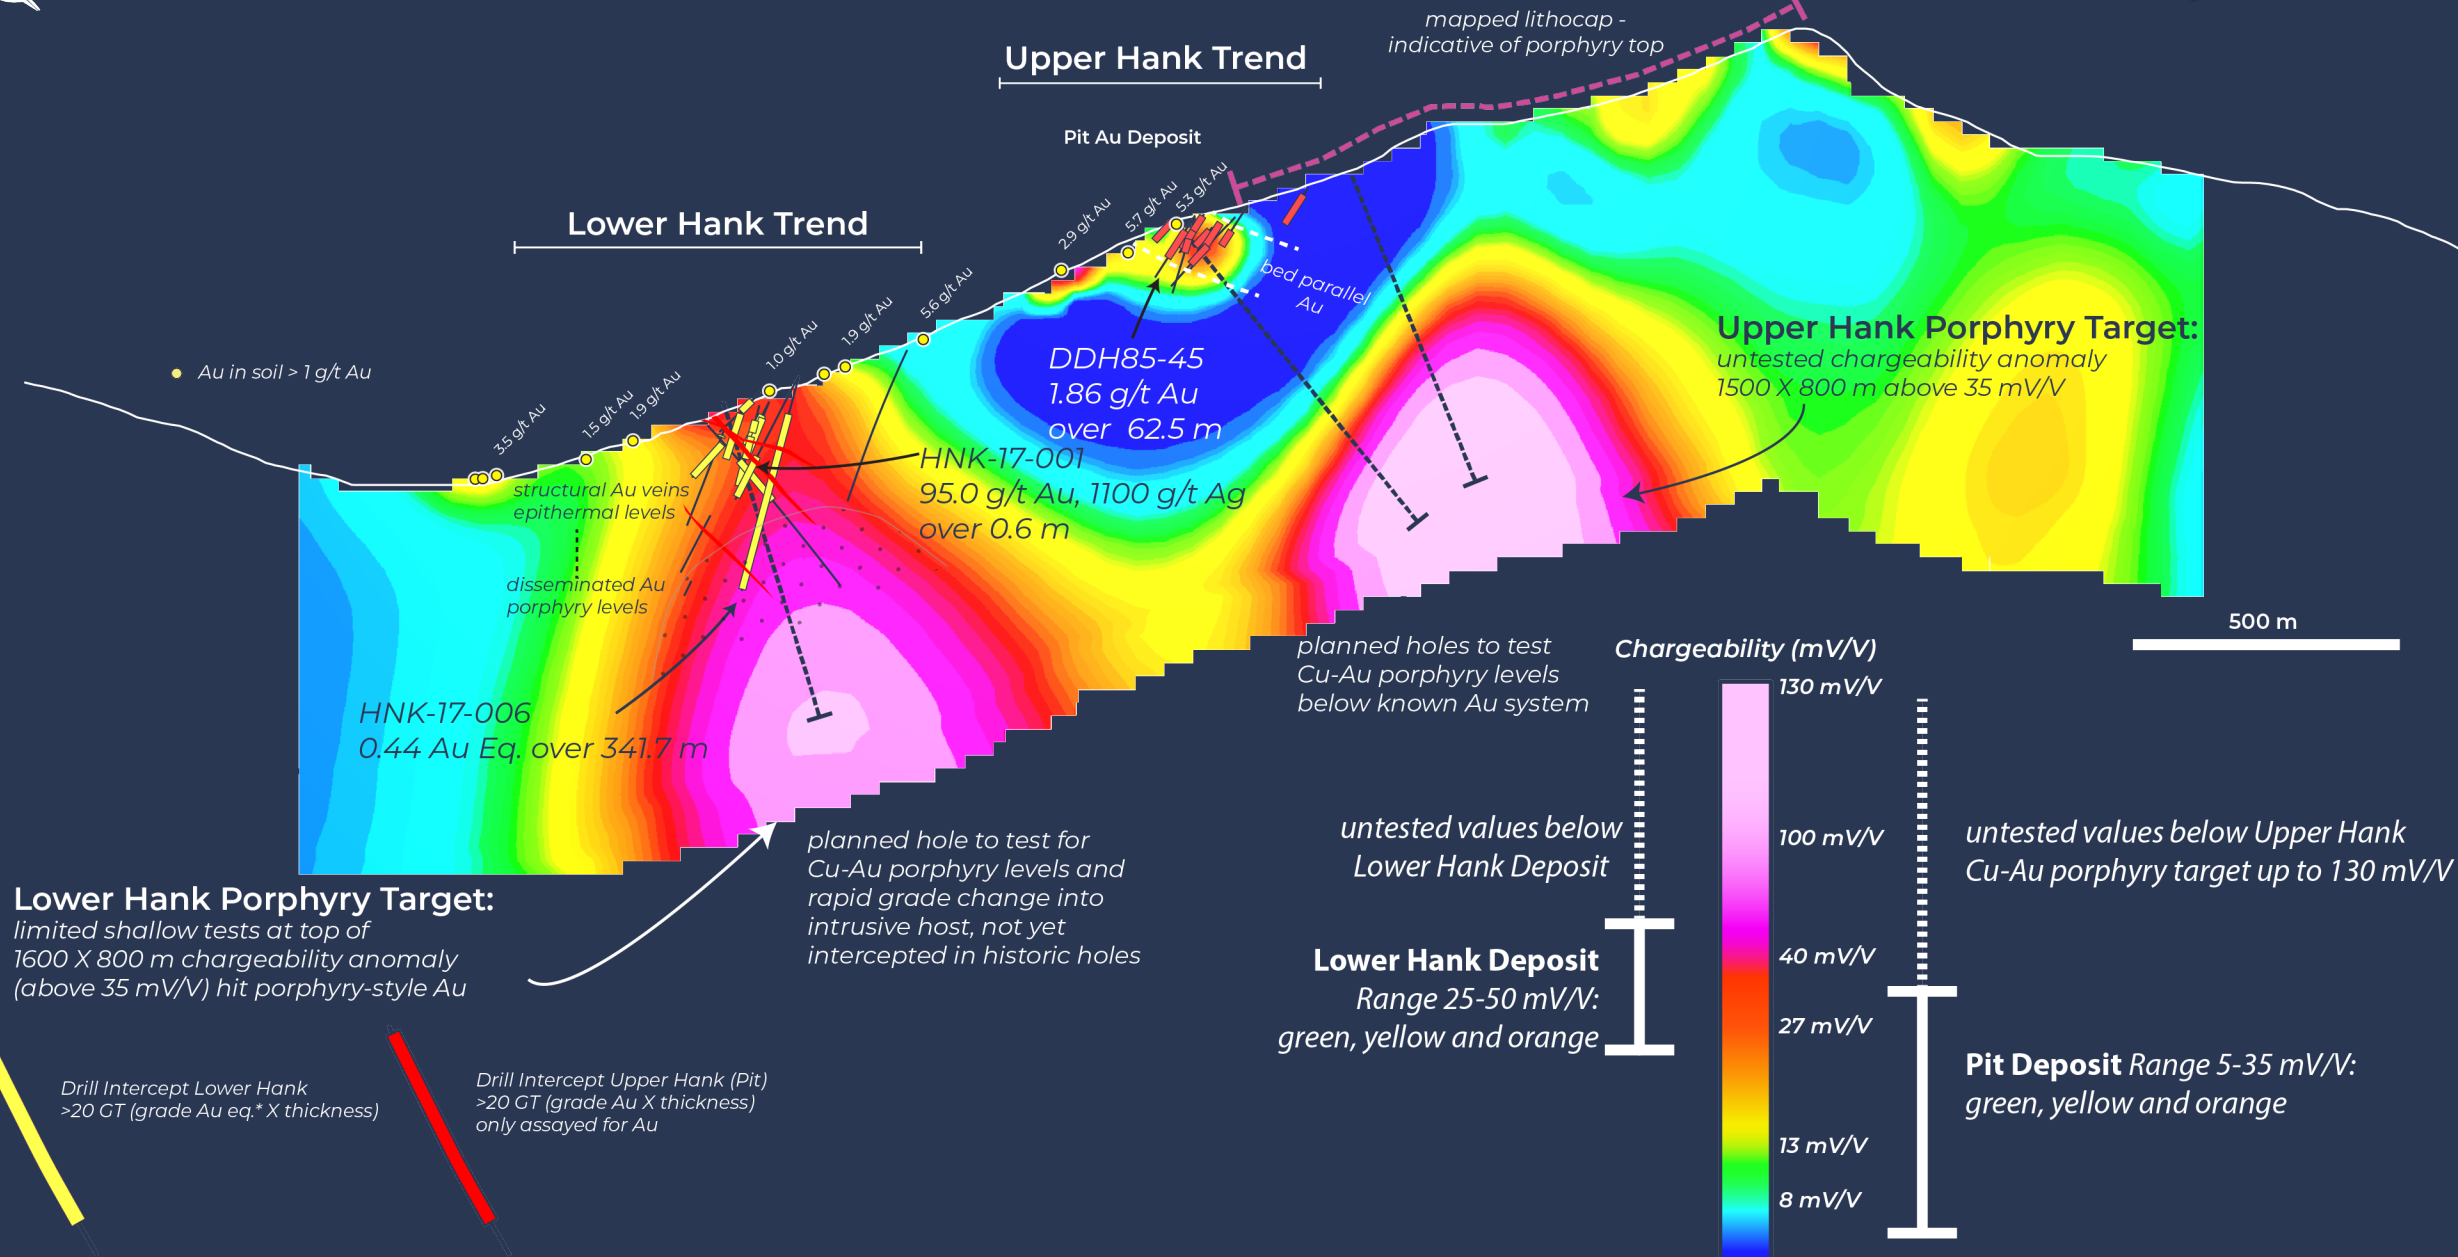 mapped lithocap -
indicative of porphyry top
Upper Hank Trend
Pit Au Deposit
Lower Hank Trend
2.9 g/t Au
5.7 g/t Au
5.3 g/t Au
bed parallel
Au
5.6 g/t Au
1.9 g/t Au
1.0 g/t Au
1.9 g/t Au
1.5 g/t Au
3.5 g/t Au
Au in soil > 1 g/t Au
Upper Hank Porphyry Target:
untested chargeability anomaly
1500 X 800 m above 35 mV/V
DDH85-45
1.86 g/t Au
over 62.5 m
HNK-17-001
95.0 g/t Au, 1100 g/t Ag
over 0.6 m
structural Au veins
epithermal levels
disseminated Au
porphyry levels
HNK-17-006
0.44 Au Eq. over 341.7 m
500 m
planned holes to test
Cu-Au porphyry levels
below known Au system
Chargeability (mV/V)
130 mV/V
100 mV/V
40 mV/V
27 mV/V
13 mV/V
8 mV/V
untested values below
Lower Hank Deposit
Lower Hank Deposit
Range 25-50 mV/V:
green, yellow and orange
untested values below Upper Hank
Cu-Au porphyry target up to 130 mV/V
Pit Deposit Range 5-35 mV/V:
green, yellow and orange
planned hole to test for
Cu-Au porphyry levels and
rapid grade change into
intrusive host, not yet
intercepted in historic holes
Lower Hank Porphyry Target:
limited shallow tests at top of
1600 X 800 m chargeability anomaly
(above 35 mV/V) hit porphyry-style Au
Drill Intercept Lower Hank
>20 GT (grade Au eq.* X thickness)
Drill Intercept Upper Hank (Pit)
>20 GT (grade Au X thickness)
only assayed for Au